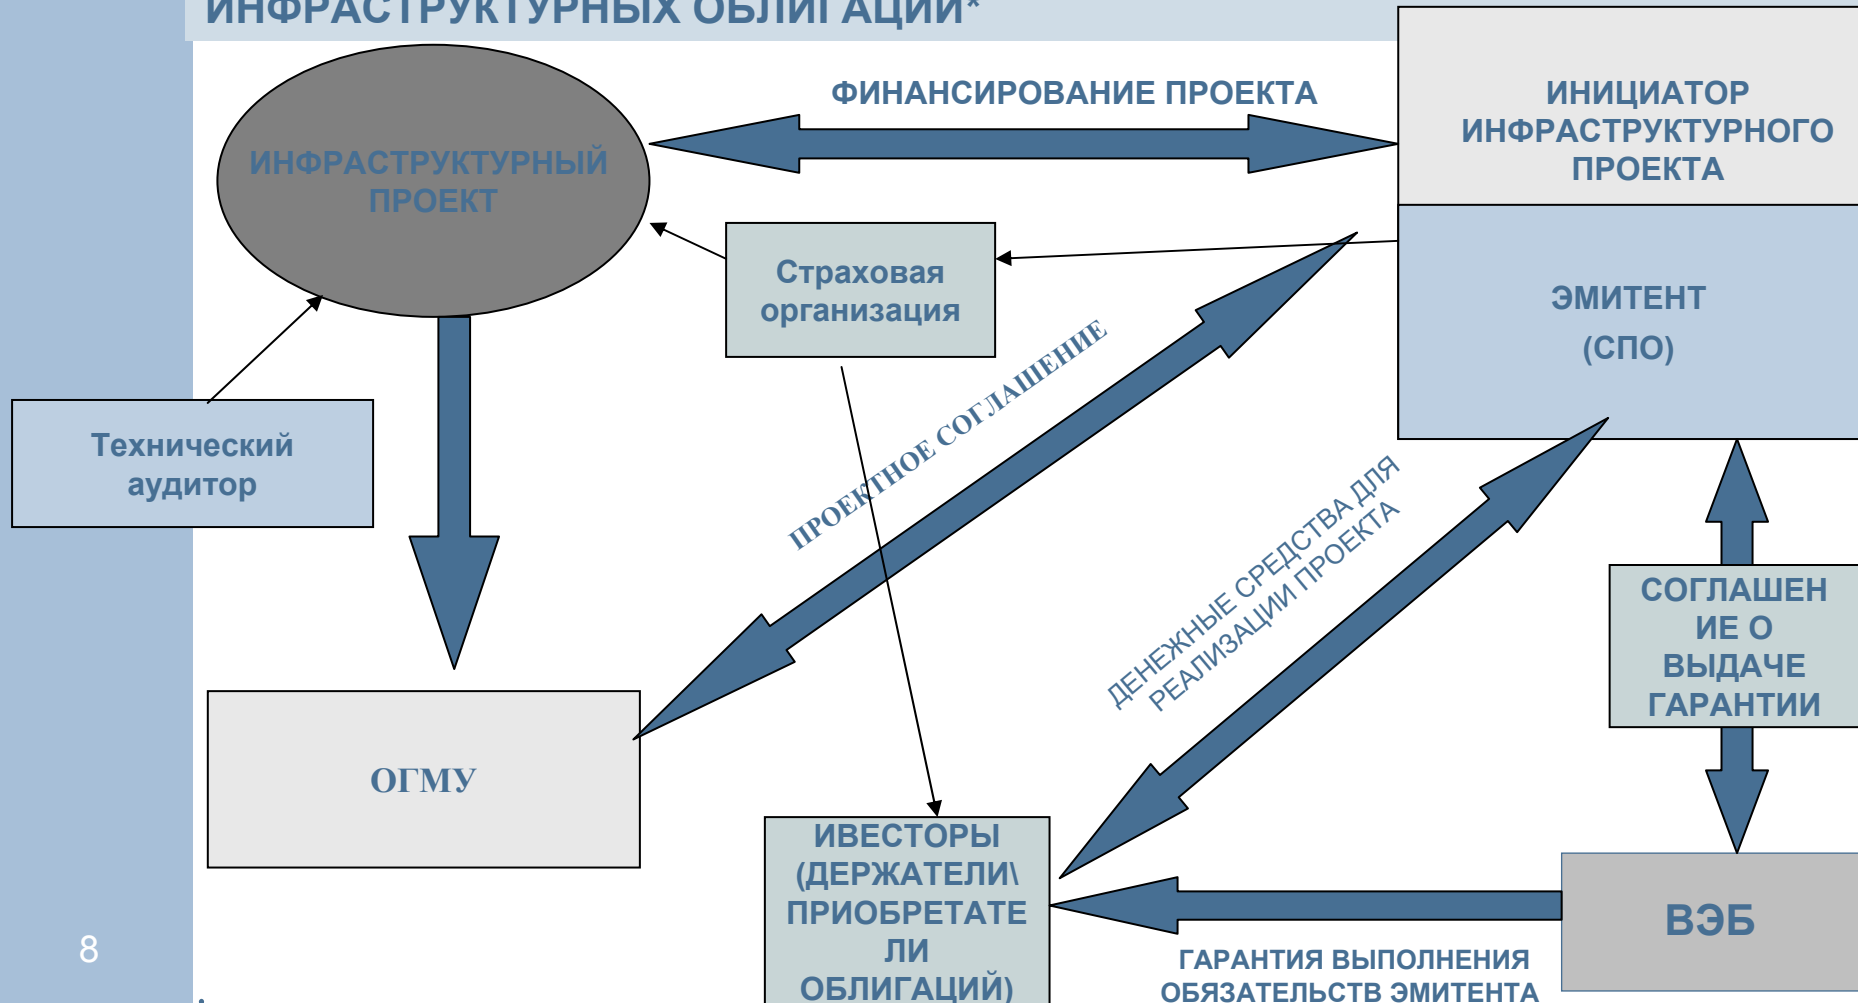 ИНФРАСТРУКТУРНЫХ ОБЛИГАЦИЙ*
ФИНАНСИРОВАНИЕ ПРОЕКТА
ИНИЦИАТОР
ИНФРАСТРУКТУРНОГО
ПРОЕКТА
ИНФРАСТРУКТУРНЫЙ
ПРОЕКТ
Страховая
организация
ЭМИТЕНТ
(СПО)
ПРОЕКТНОЕ СОГЛАШЕНИЕ
Технический
аудитор
ДЕНЕЖНЫЕ СРЕДСТВА ДЛЯ
РЕАЛИЗАЦИИ ПРОЕКТА
СОГЛАШЕН
ИЕ О
ВЫДАЧЕ
ГАРАНТИИ
ОГМУ
ИВЕСТОРЫ
(ДЕРЖАТЕЛИ\
ПРИОБРЕТАТЕ
ЛИ
ОБЛИГАЦИЙ)
ВЭБ
ГАРАНТИЯ ВЫПОЛНЕНИЯ
ОБЯЗАТЕЛЬСТВ ЭМИТЕНТА
8